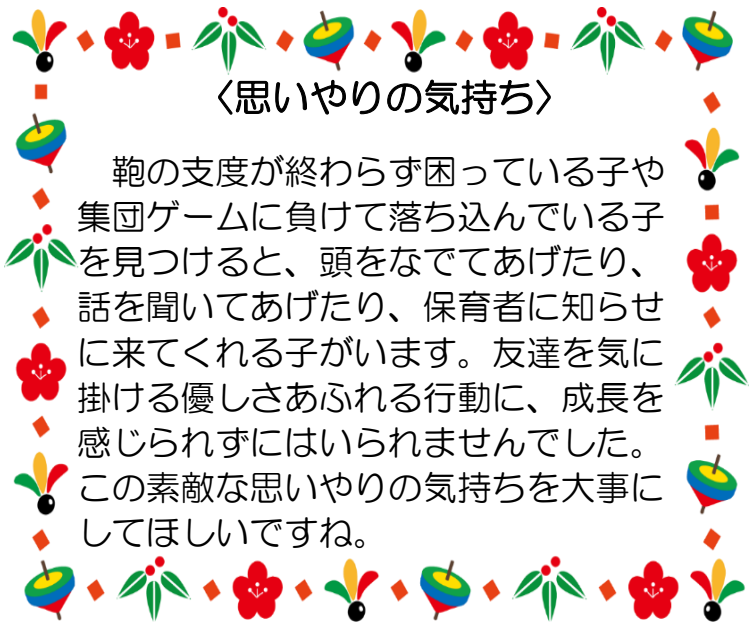 〈思いやりの気持ち〉
　鞄の支度が終わらず困っている子や
集団ゲームに負けて落ち込んでいる子
を見つけると、頭をなでてあげたり、
話を聞いてあげたり、保育者に知らせ
に来てくれる子がいます。友達を気に
掛ける優しさあふれる行動に、成長を
感じられずにはいられませんでした。
この素敵な思いやりの気持ちを大事に
してほしいですね。